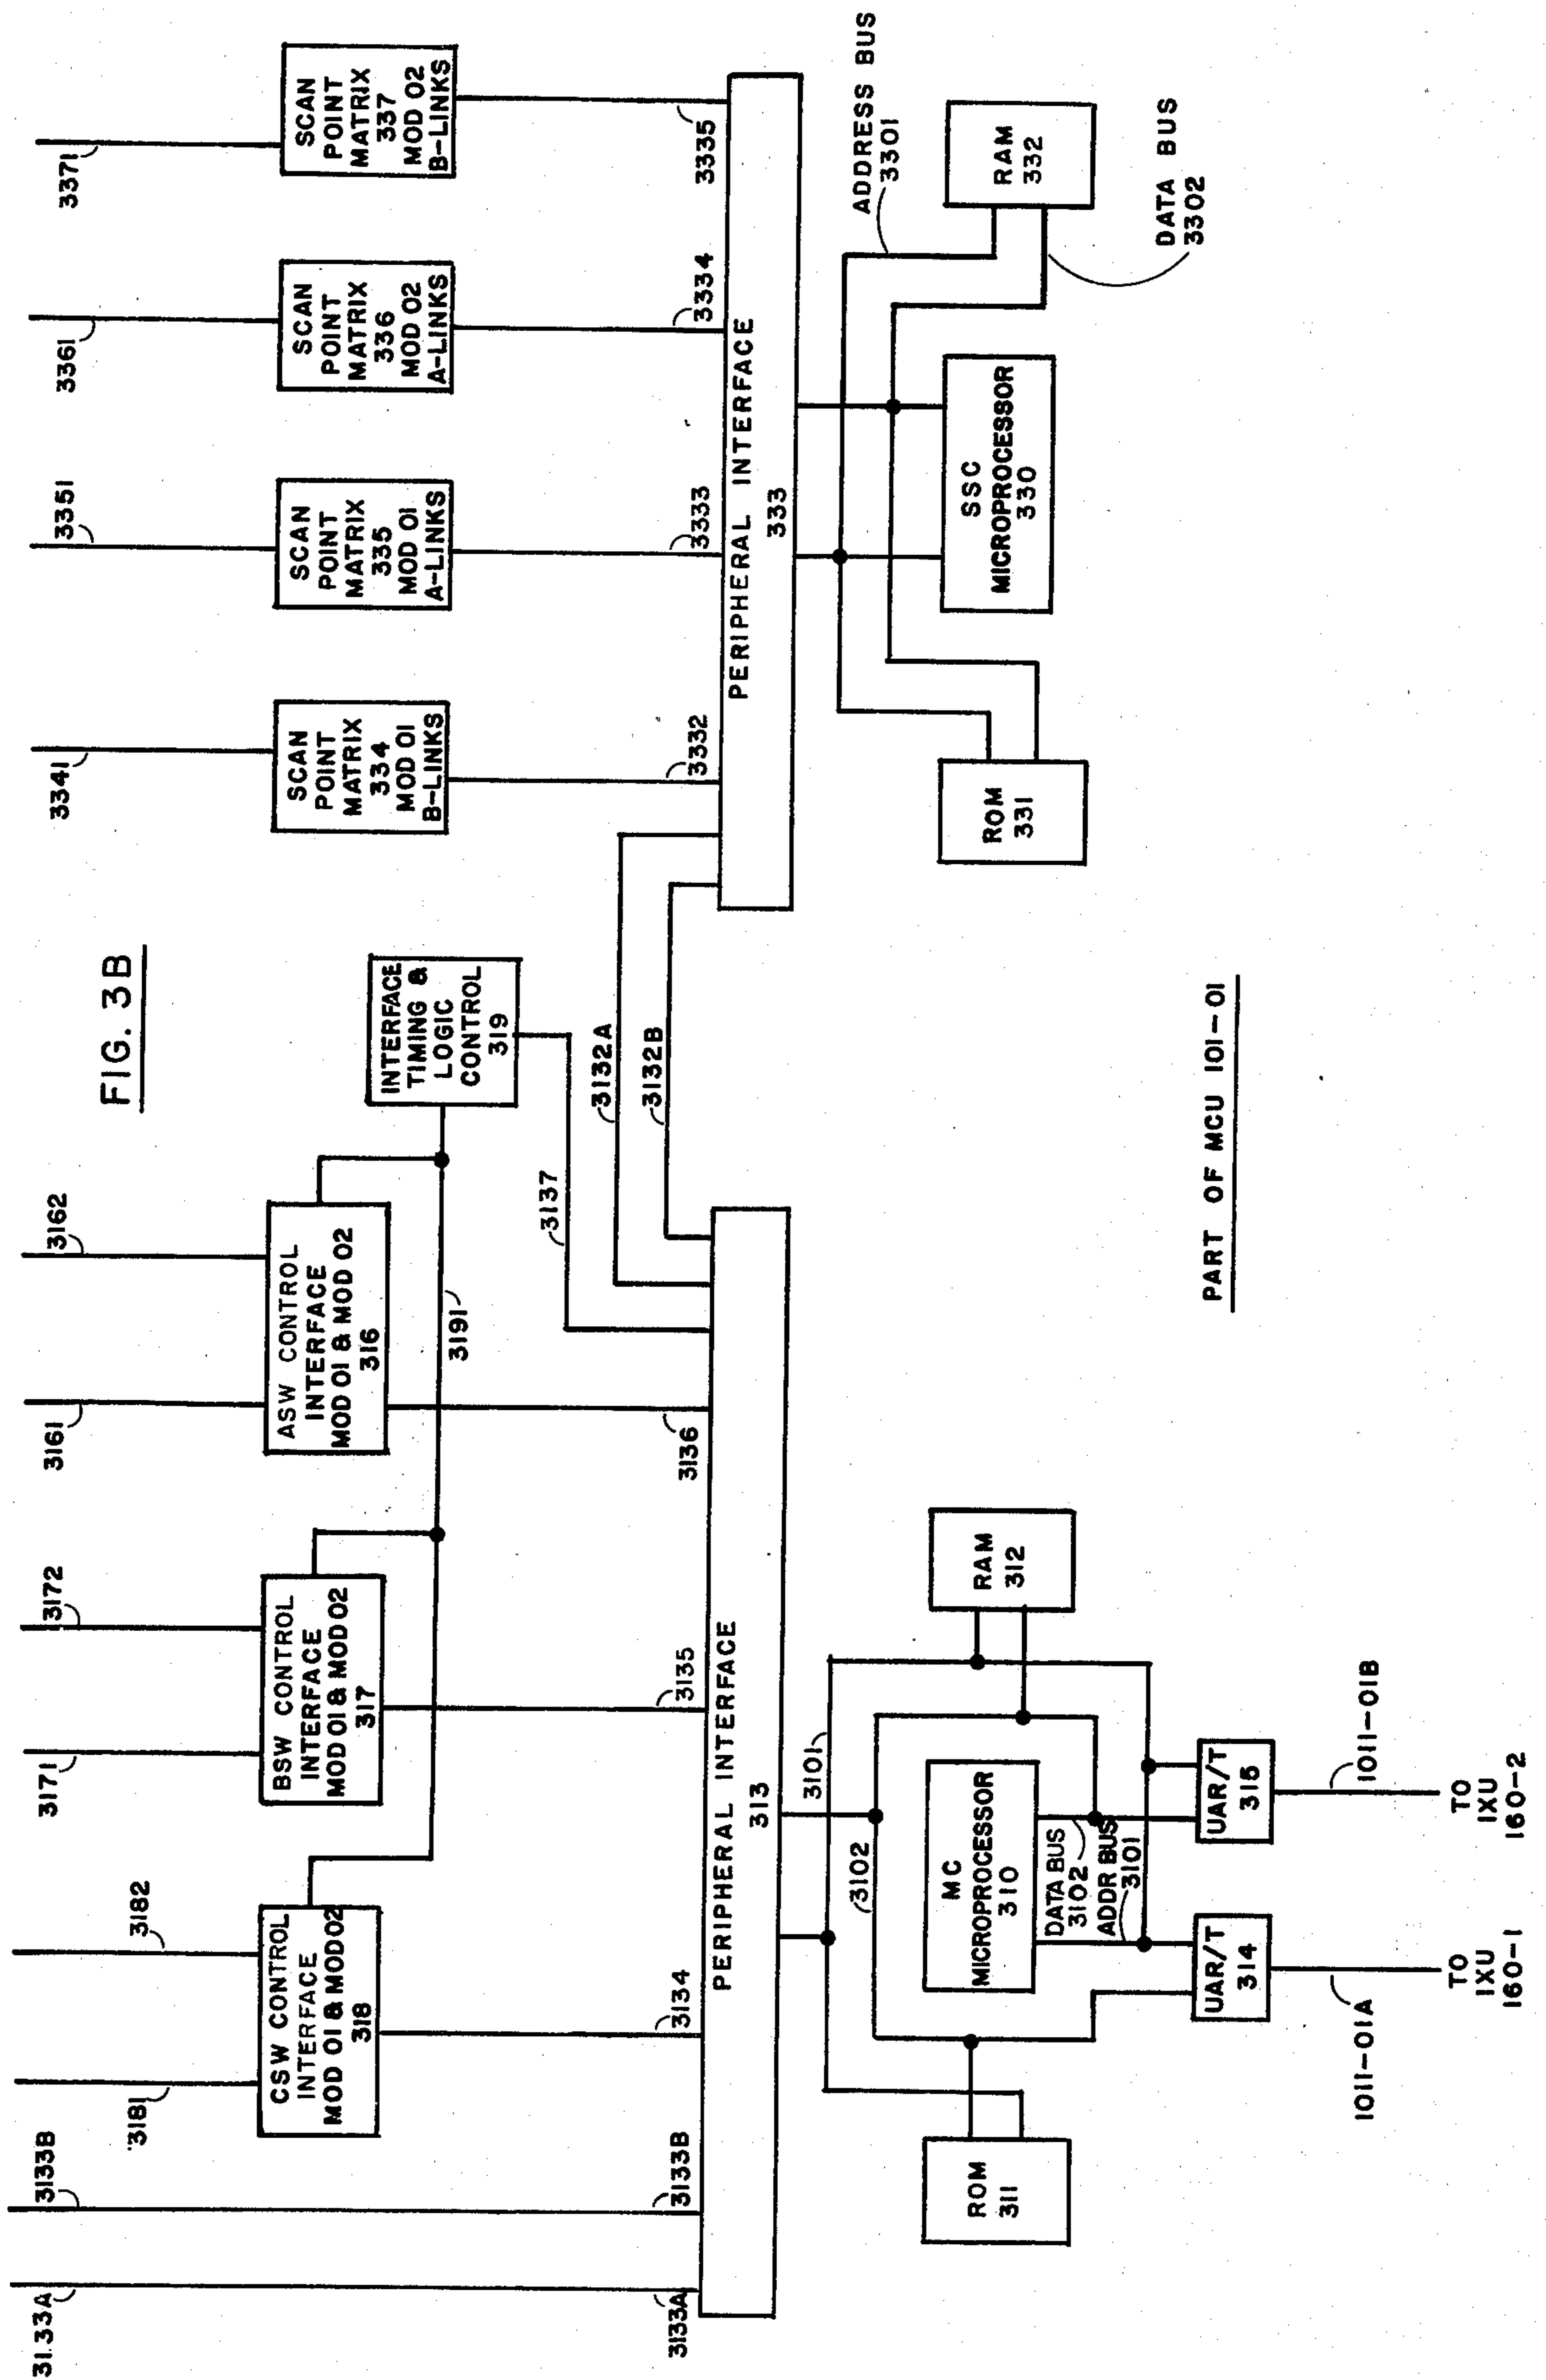 FIG. 3B
31.33A
3133B
3181
3182
3171
3172
3161
3162
3341
3351
3361
3371
CSW CONTROL
INTERFACE
MOD 01 & MOD 02
318
BSW CONTROL
INTERFACE
MOD 01 & MOD 02
317
ASW CONTROL
INTERFACE
MOD 01 & MOD 02
316
INTERFACE
TIMING &
LOGIC
CONTROL
319
SCAN
POINT
MATRIX
334
MOD 01
B-LINKS
SCAN
POINT
MATRIX
335
MOD 01
A-LINKS
SCAN
POINT
MATRIX
336
MOD 02
A-LINKS
SCAN
POINT
MATRIX
337
MOD 02
B-LINKS
3191
3133A
3133B
3134
3135
3136
3137
3132A
3132B
3332
3333
3334
3335
PERIPHERAL INTERFACE
313
PERIPHERAL INTERFACE
333
3101
3102
ROM
311
MC
MICROPROCESSOR
310
DATA BUS
3102
ADDR BUS
3101
RAM
312
UAR/T
314
UAR/T
315
1011-01A
1011-01B
TO
IXU
160-1
TO
IXU
160-2
ROM
331
SSC
MICROPROCESSOR
330
RAM
332
ADDRESS BUS
3301
DATA BUS
3302
PART OF MCU 101-01